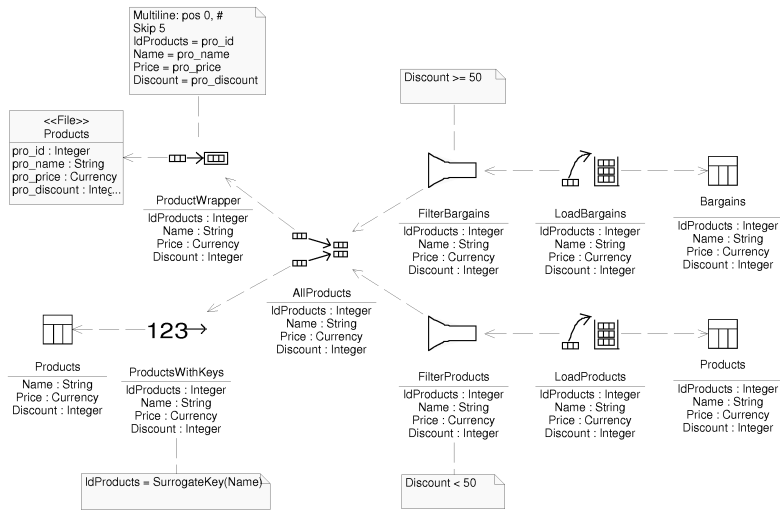 Multiline: pos 0, #
Skip 5
IdProducts = pro_id
Name = pro_name
Price = pro_price
Discount = pro_discount
Discount >= 50
<<File>>
Products
pro_id : Integer
pro_name : String
pro_price : Currency
pro_discount : Integ...
ProductWrapper
IdProducts : Integer
Name : String
Price : Currency
Discount : Integer
FilterBargains
IdProducts : Integer
Name : String
Price : Currency
Discount : Integer
LoadBargains
IdProducts : Integer
Name : String
Price : Currency
Discount : Integer
Bargains
IdProducts : Integer
Name : String
Price : Currency
Discount : Integer
AllProducts
IdProducts : Integer
Name : String
Price : Currency
Discount : Integer
Products
Name : String
Price : Currency
Discount : Integer
123
ProductsWithKeys
IdProducts : Integer
Name : String
Price : Currency
Discount : Integer
FilterProducts
IdProducts : Integer
Name : String
Price : Currency
Discount : Integer
LoadProducts
IdProducts : Integer
Name : String
Price : Currency
Discount : Integer
Products
IdProducts : Integer
Name : String
Price : Currency
Discount : Integer
IdProducts = SurrogateKey(Name)
Discount < 50